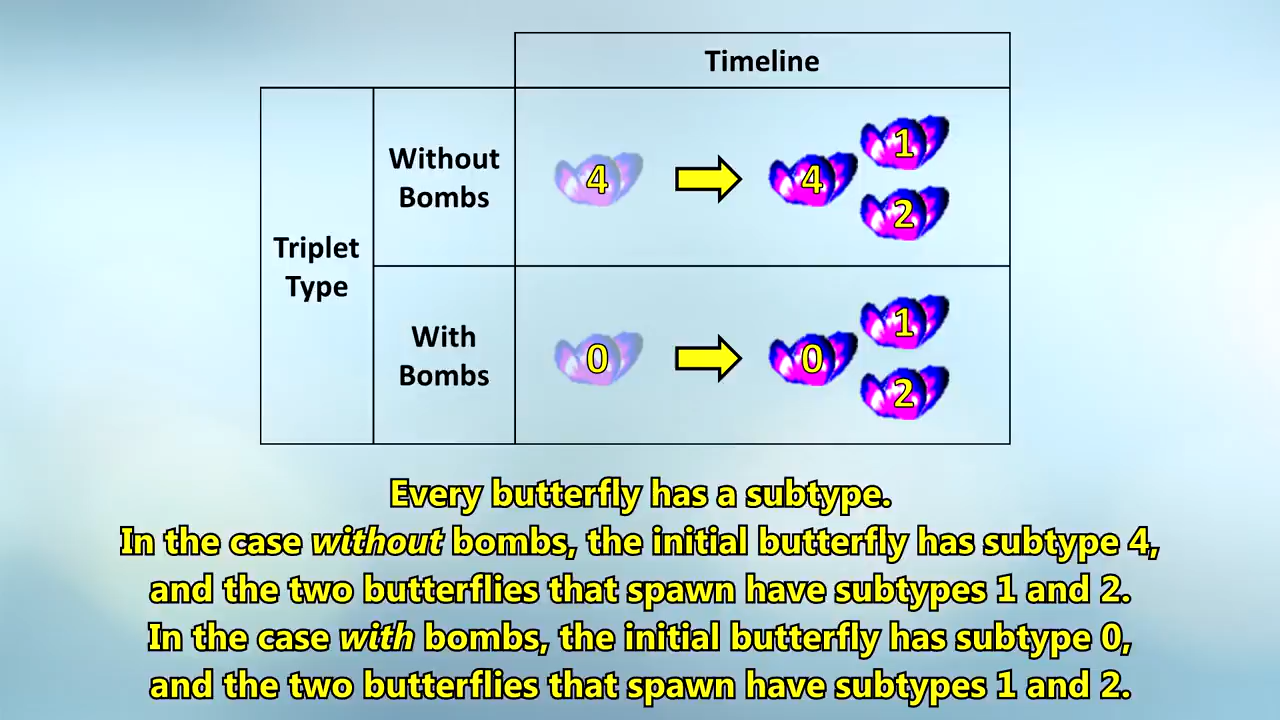 Timeline
Triplet
Type
Without
Bombs
4
4
1
2
With
Bombs
0
0
1
2
Every butterfly has a subtype.
In the case without bombs, the initial butterfly has subtype 4,
and the two butterflies that spawn have subtypes 1 and 2.
In the case with bombs, the initial butterfly has subtype 0,
and the two butterflies that spawn have subtypes 1 and 2.